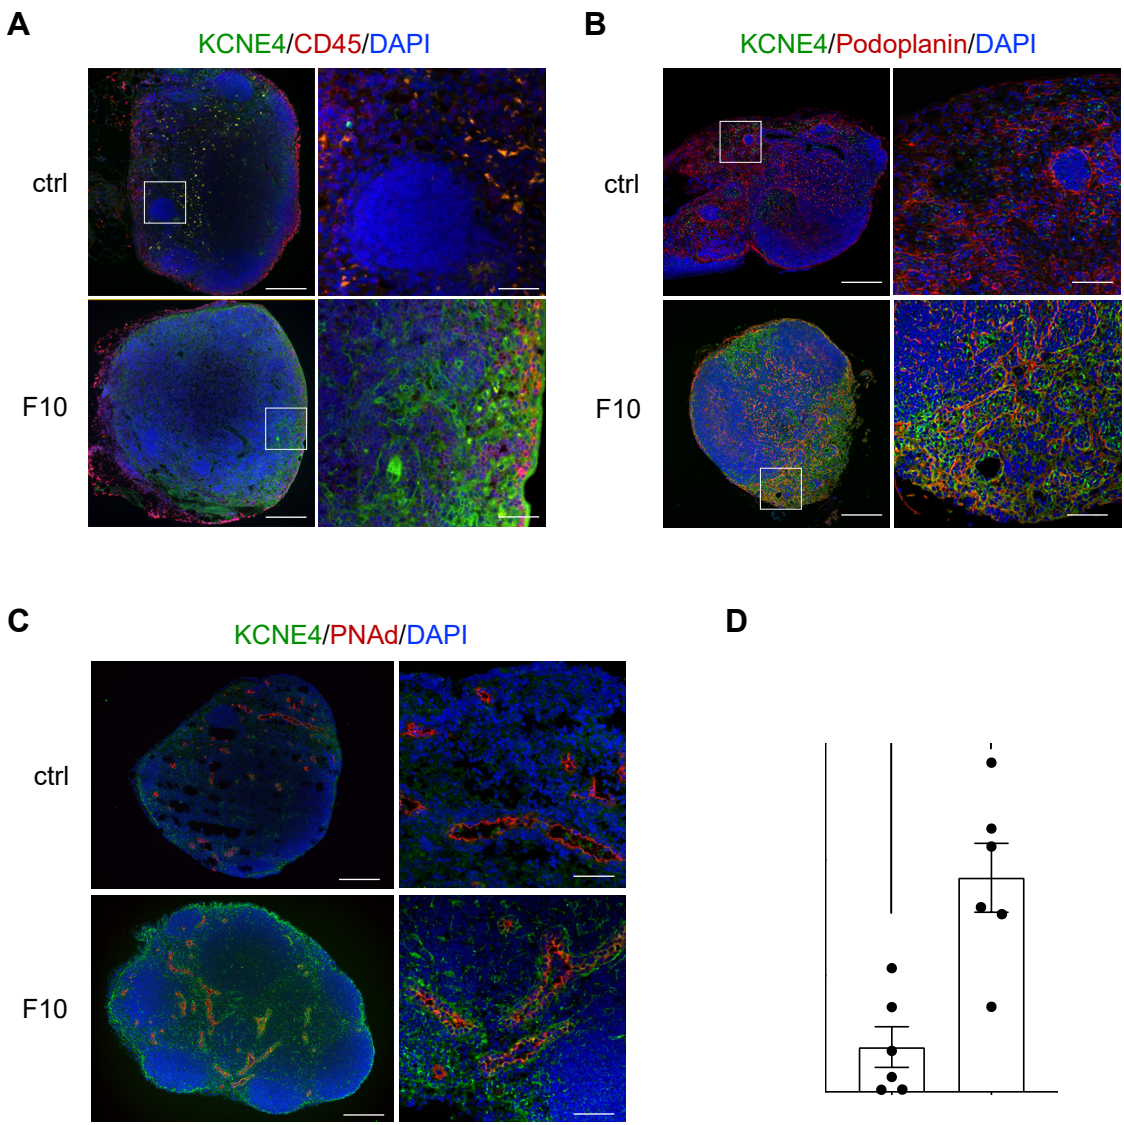 A
KCNE4/CD45/DAPI
ctrl
F10
B
KCNE4/Podoplanin/DAPI
ctrl
F10
C
KCNE4/PNAd/DAPI
ctrl
F10
D